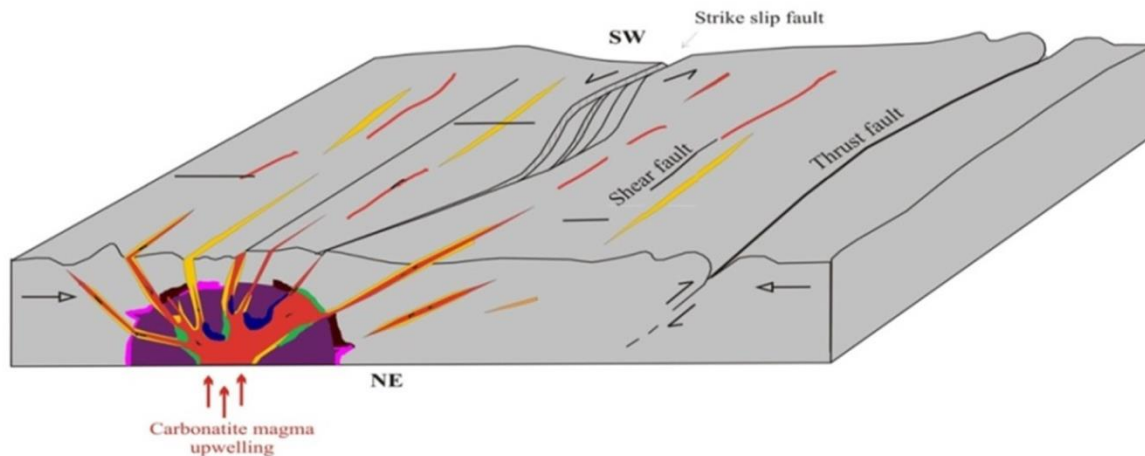 Strike slip fault
SW
Shear fault
Thrust fault
NE
Carbonatite magma
upwelling